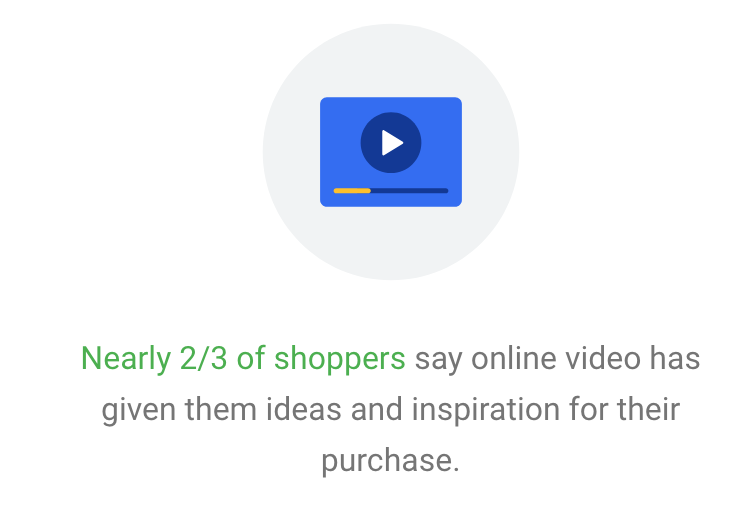 Nearly 2/3 of shoppers say online video has
given them ideas and inspiration for their
purchase.